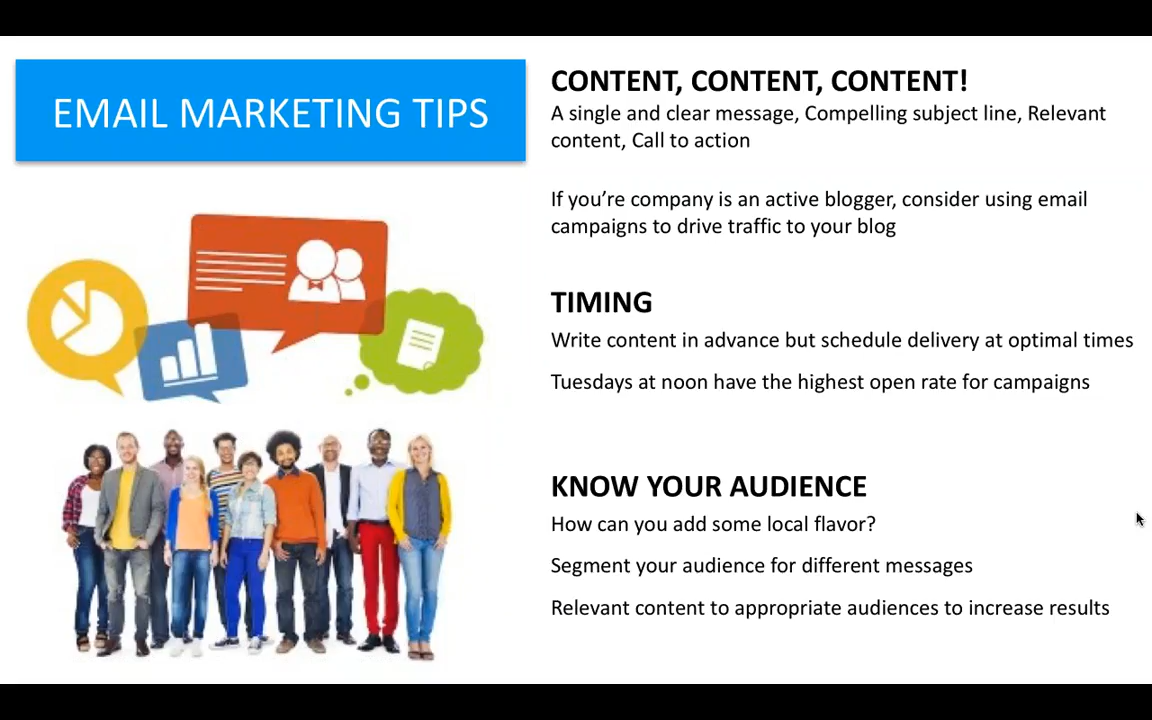 EMAIL MARKETING TIPS
CONTENT, CONTENT, CONTENT!
A single and clear message, Compelling subject line, Relevant
content, Call to action
If you’re company is an active blogger, consider using email
campaigns to drive traffic to your blog
TIMING
Write content in advance but schedule delivery at optimal times
Tuesdays at noon have the highest open rate for campaigns
KNOW YOUR AUDIENCE
How can you add some local flavor?
Segment your audience for different messages
Relevant content to appropriate audiences to increase results